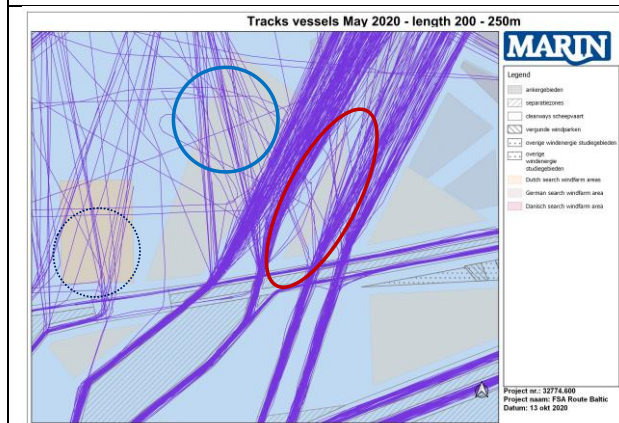 Tracks vessels May 2020 - length 200 - 250m
MARIN
Legend
ankergebieden
separatiezones
clearways scheepvaart
vergunde windparken
overige windenergie studiegebieden
overige
windenergie
studiegebieden
Dutch search windfarm areas
German search windfarm area
Danisch search windfarm area
Project nr.: 32774.600
Project naam: FSA Route Baltic
Datum: 13 okt 2020